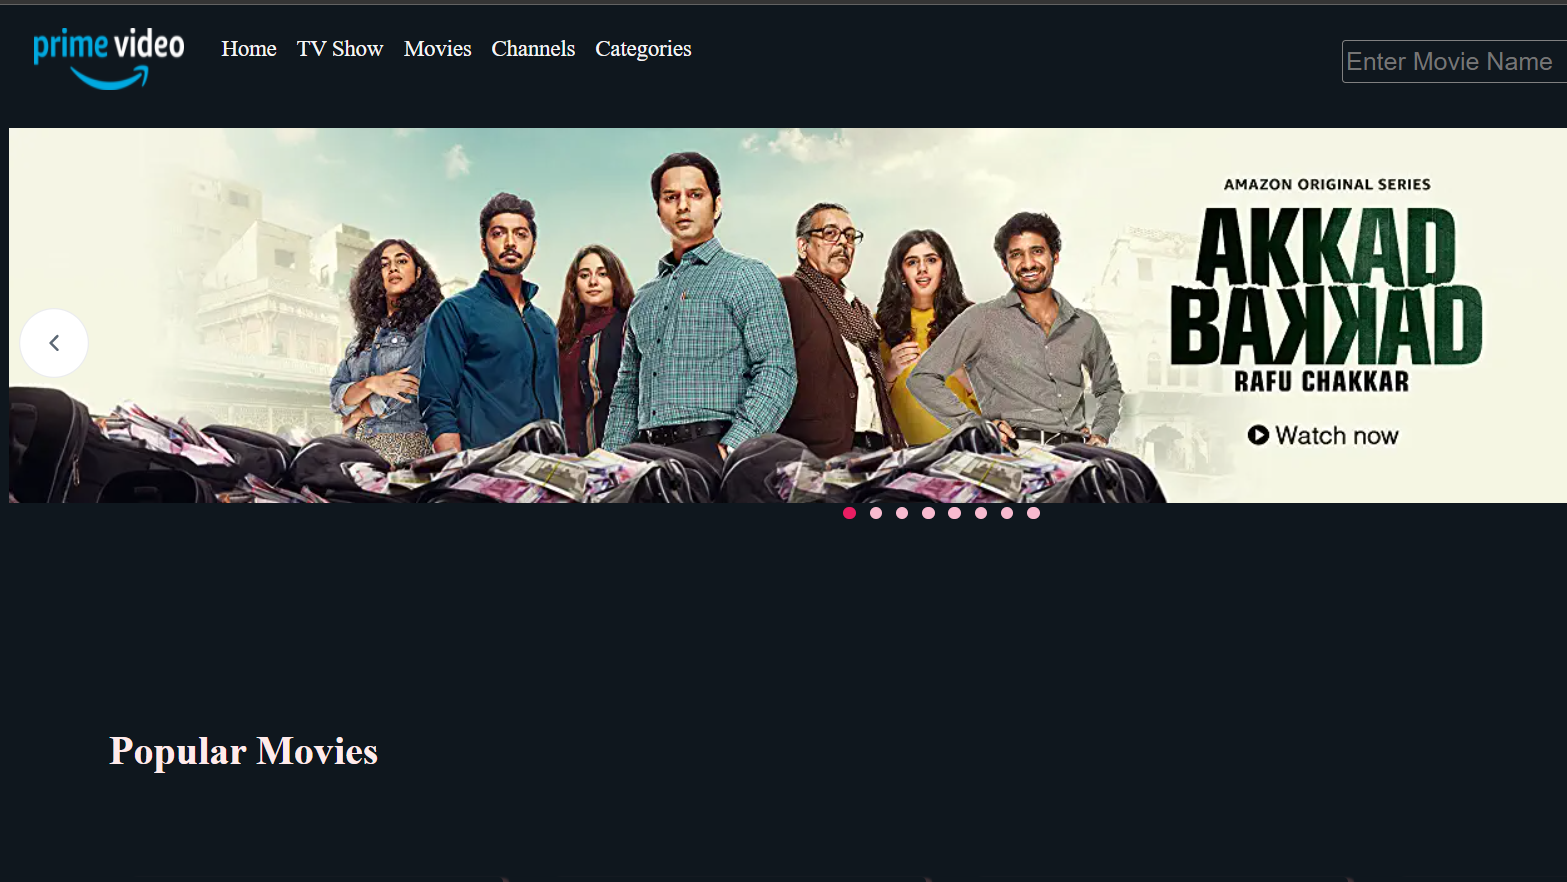 prime video
Home TV Show Movies Channels Categories
Enter Movie Name
AMAZON ORIGINAL SERIES
AKKAD
BAKKAD
RAFU CHAKKAR
Watch now
Popular Movies